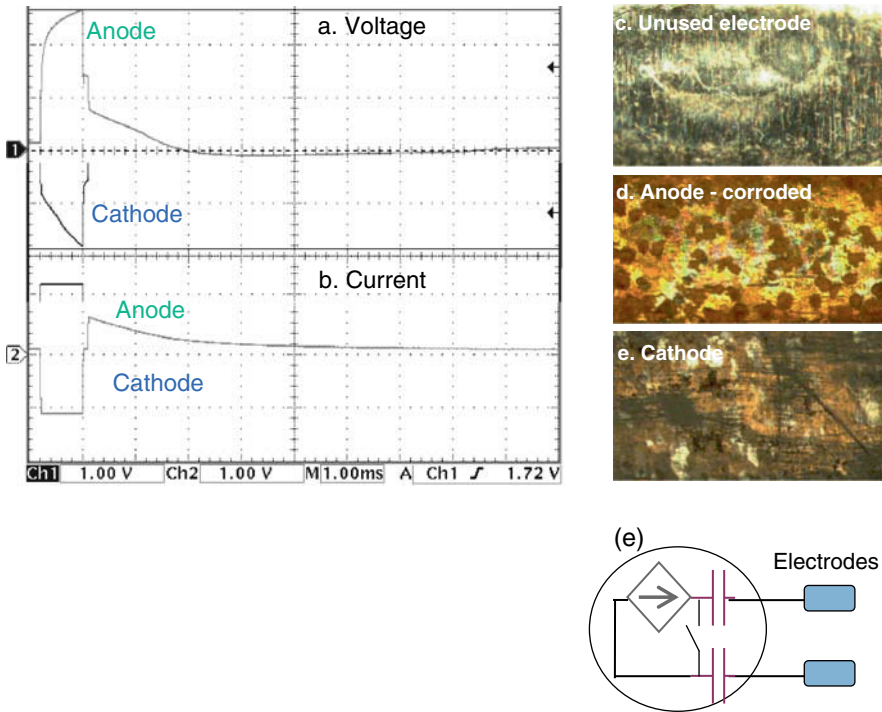 a. Voltage
Anode
1
Cathode
b. Current
Anode
2
Cathode
Ch1 1.00 V Ch2 1.00 V M 1.00ms A Ch1 1.72 V
c. Unused electrode
d. Anode - corroded
e. Cathode
(e)
Electrodes